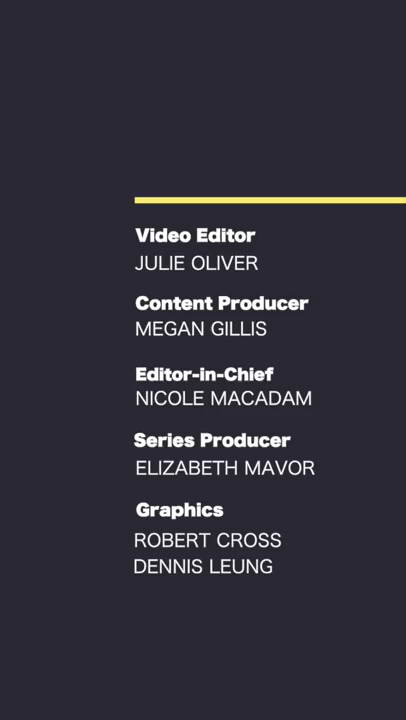 Video Editor
JULIE OLIVER
Content Producer
MEGAN GILLIS
Editor-in-Chief
NICOLE MACADAM
Series Producer
ELIZABETH MAVOR
Graphics
ROBERT CROSS
DENNIS LEUNG